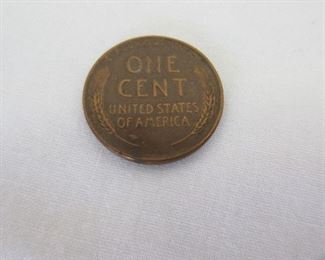 ONE
CENT
UNITED STATES
OF AMERICA